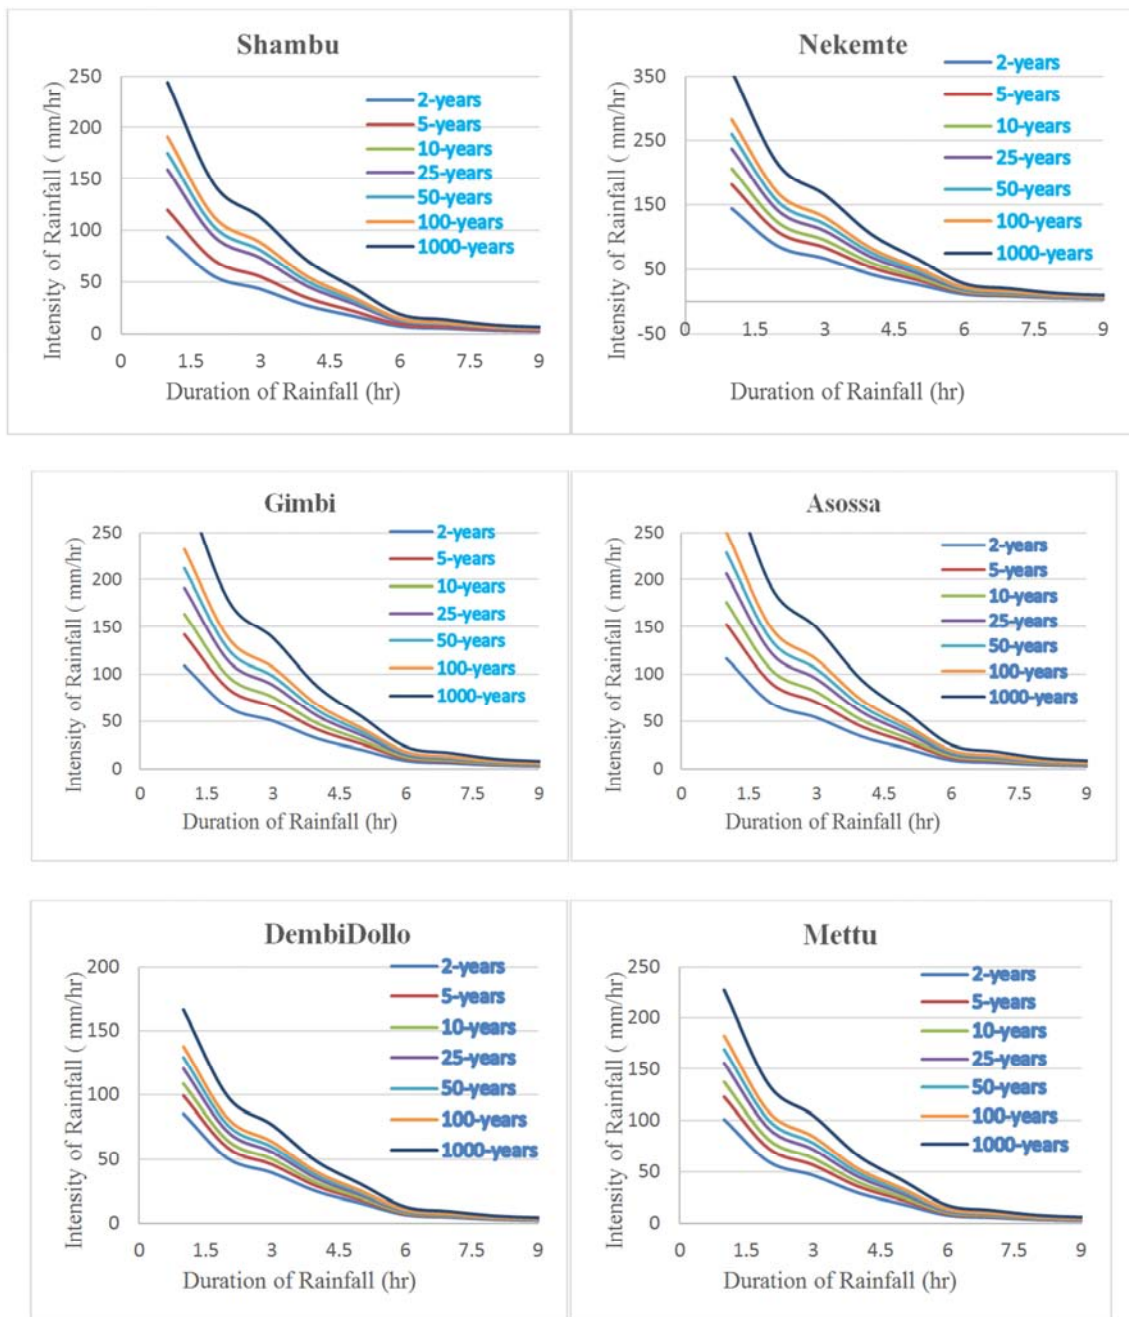 Shambu
Intensity of Rainfall ( mm/hr)
250
200
150
100
50
0
0 1.5 3 4.5 6 7.5 9
Duration of Rainfall (hr)
2-years
5-years
10-years
25-years
50-years
100-years
1000-years
Nekemte
Intensity of Rainfall ( mm/hr)
350
250
150
50
-50
0 1.5 3 4.5 6 7.5 9
Duration of Rainfall (hr)
2-years
5-years
10-years
25-years
50-years
100-years
1000-years
Gimbi
Intensity of Rainfall ( mm/hr)
250
200
150
100
50
0
0 1.5 3 4.5 6 7.5 9
Duration of Rainfall (hr)
2-years
5-years
10-years
25-years
50-years
100-years
1000-years
Asossa
Intensity of Rainfall ( mm/hr)
250
200
150
100
50
0
0 1.5 3 4.5 6 7.5 9
Duration of Rainfall (hr)
2-years
5-years
10-years
25-years
50-years
100-years
1000-years
DembiDollo
Intensity of Rainfall ( mm/hr)
200
150
100
50
0
0 1.5 3 4.5 6 7.5 9
Duration of Rainfall (hr)
2-years
5-years
10-years
25-years
50-years
100-years
1000-years
Mettu
Intensity of Rainfall ( mm/hr)
250
200
150
100
50
0
0 1.5 3 4.5 6 7.5 9
Duration of Rainfall (hr)
2-years
5-years
10-years
25-years
50-years
100-years
1000-years